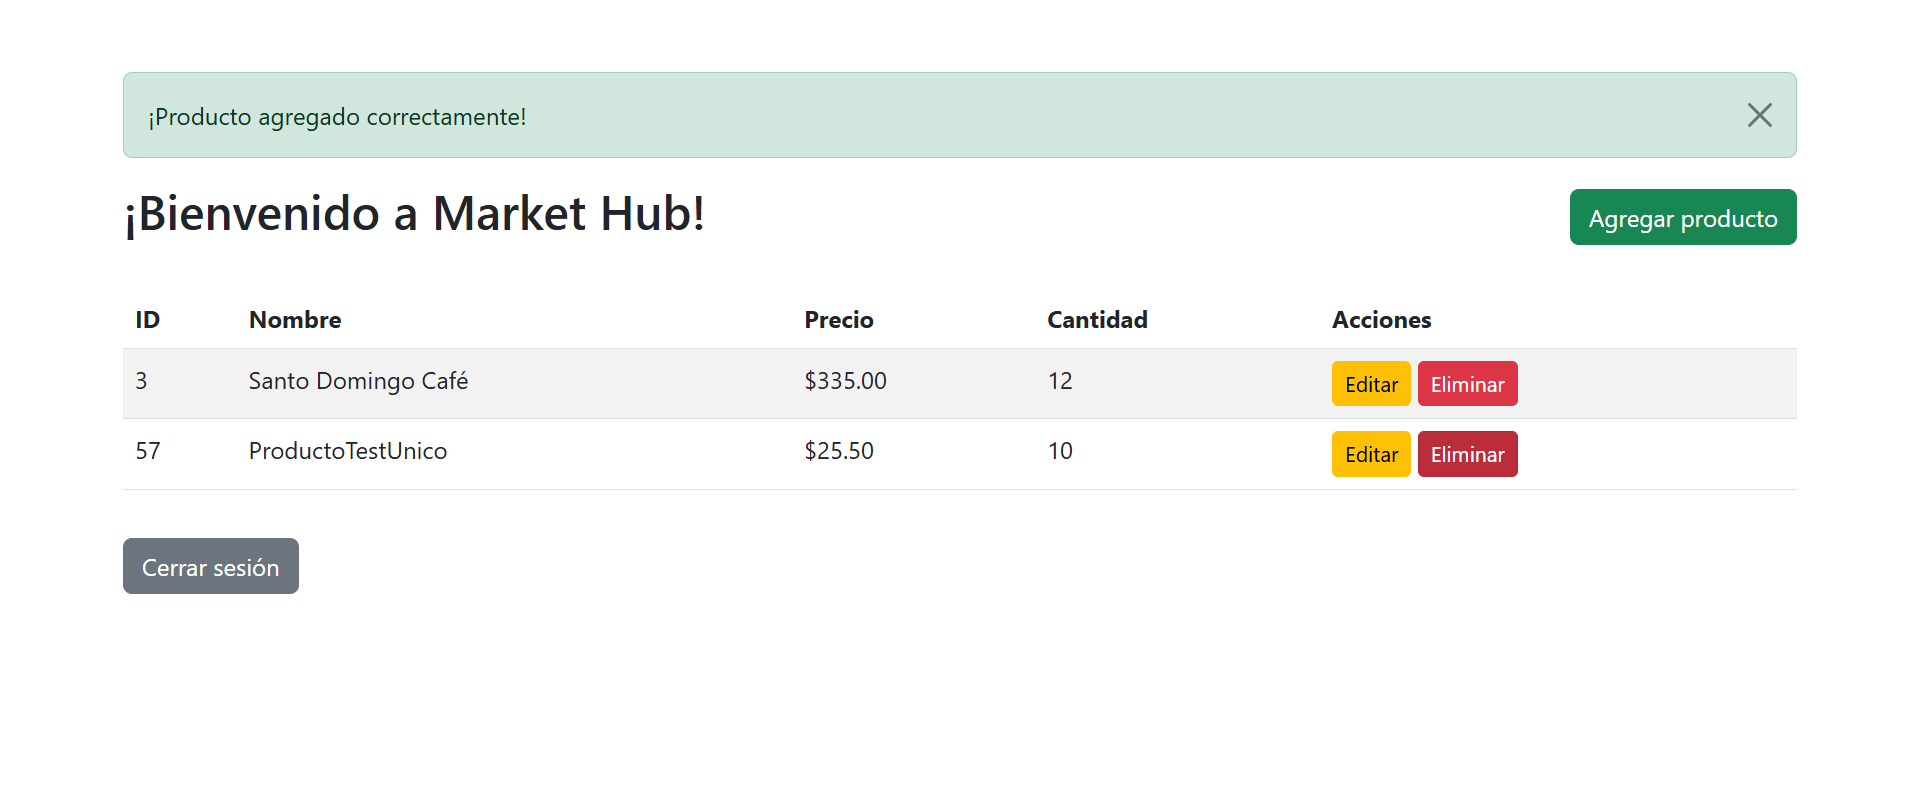 ¡Producto agregado correctamente!
¡Bienvenido a Market Hub!
Agregar producto
ID Nombre Precio Cantidad Acciones
3 Santo Domingo Café $335.00 12 Editar Eliminar
57 ProductoTestUnico $25.50 10 Editar Eliminar
Cerrar sesión